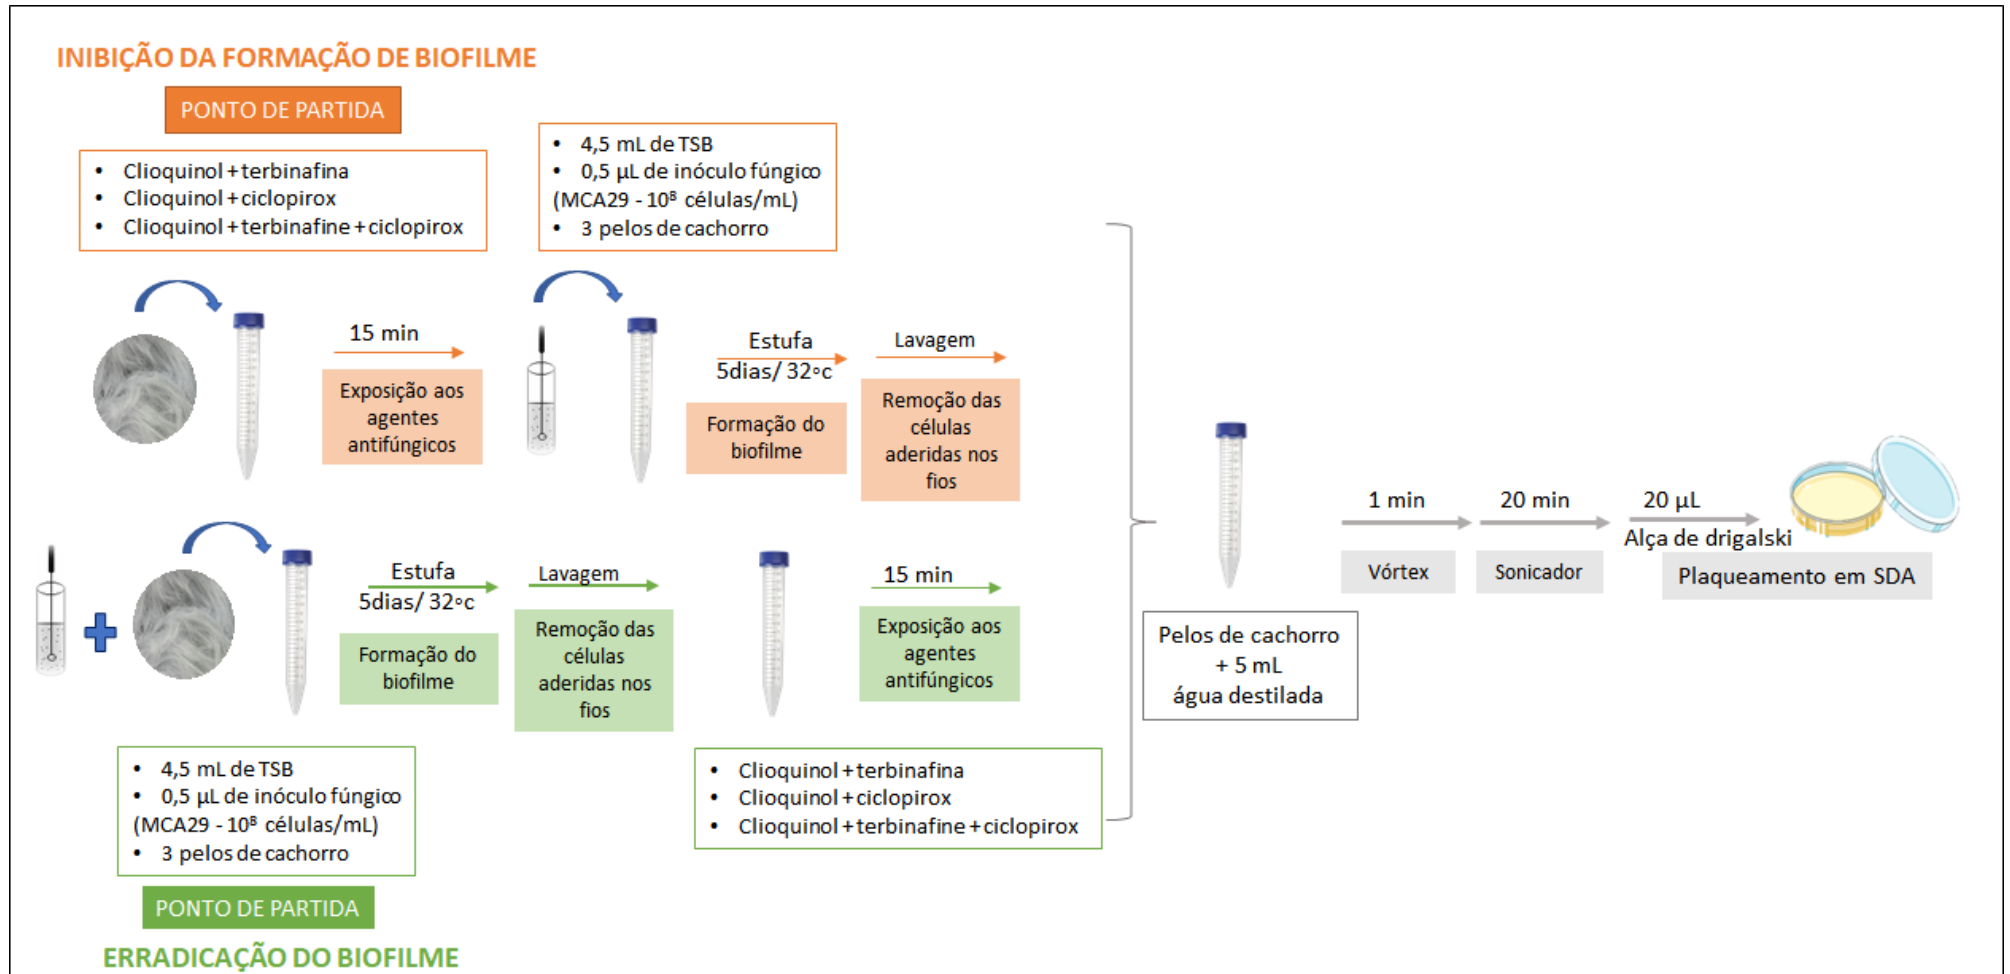 INIBIÇÃO DA FORMAÇÃO DE BIOFILME
PONTO DE PARTIDA
• Clioquinol + terbinafina
• Clioquinol + ciclopirox
• Clioquinol + terbinafine + ciclopirox
• 4,5 mL de TSB
• 0,5 µL de inóculo fúngico
(MCA29 - 10⁸ células/mL)
• 3 pelos de cachorro
15 min
Exposição aos
agentes
antifúngicos
Estufa
5dias/ 32°c
Formação do
biofilme
Lavagem
Remoção das
células
aderidas nos
fios
Estufa
5dias/ 32°c
Formação do
biofilme
Lavagem
Remoção das
células
aderidas nos
fios
15 min
Exposição aos
agentes
antifúngicos
• 4,5 mL de TSB
• 0,5 µL de inóculo fúngico
(MCA29 - 10⁸ células/mL)
• 3 pelos de cachorro
• Clioquinol + terbinafina
• Clioquinol + ciclopirox
• Clioquinol + terbinafine + ciclopirox
PONTO DE PARTIDA
ERRADICAÇÃO DO BIOFILME
Pelos de cachorro
+ 5 mL
água destilada
1 min
Vórtex
20 min
Sonicador
20 µL
Alça de drigalski
Plaqueamento em SDA